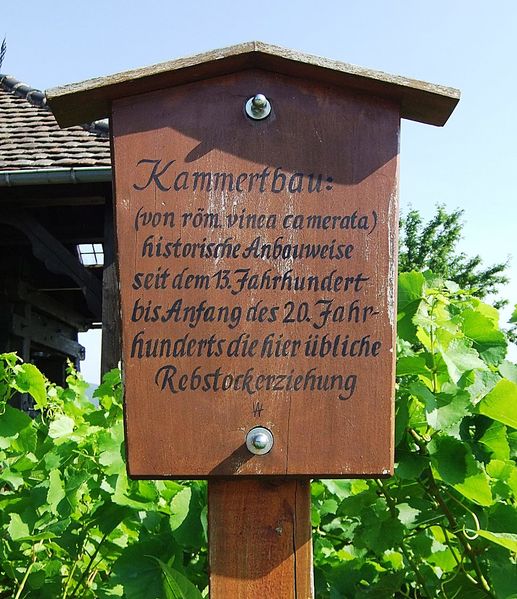 Kammertbau:
(von röm. vinea camerata)
historische Anbauweise
seit dem 13. Jahrhundert
bis Anfang des 20. Jahr-
hunderts die hier übliche
Rebstockerziehung